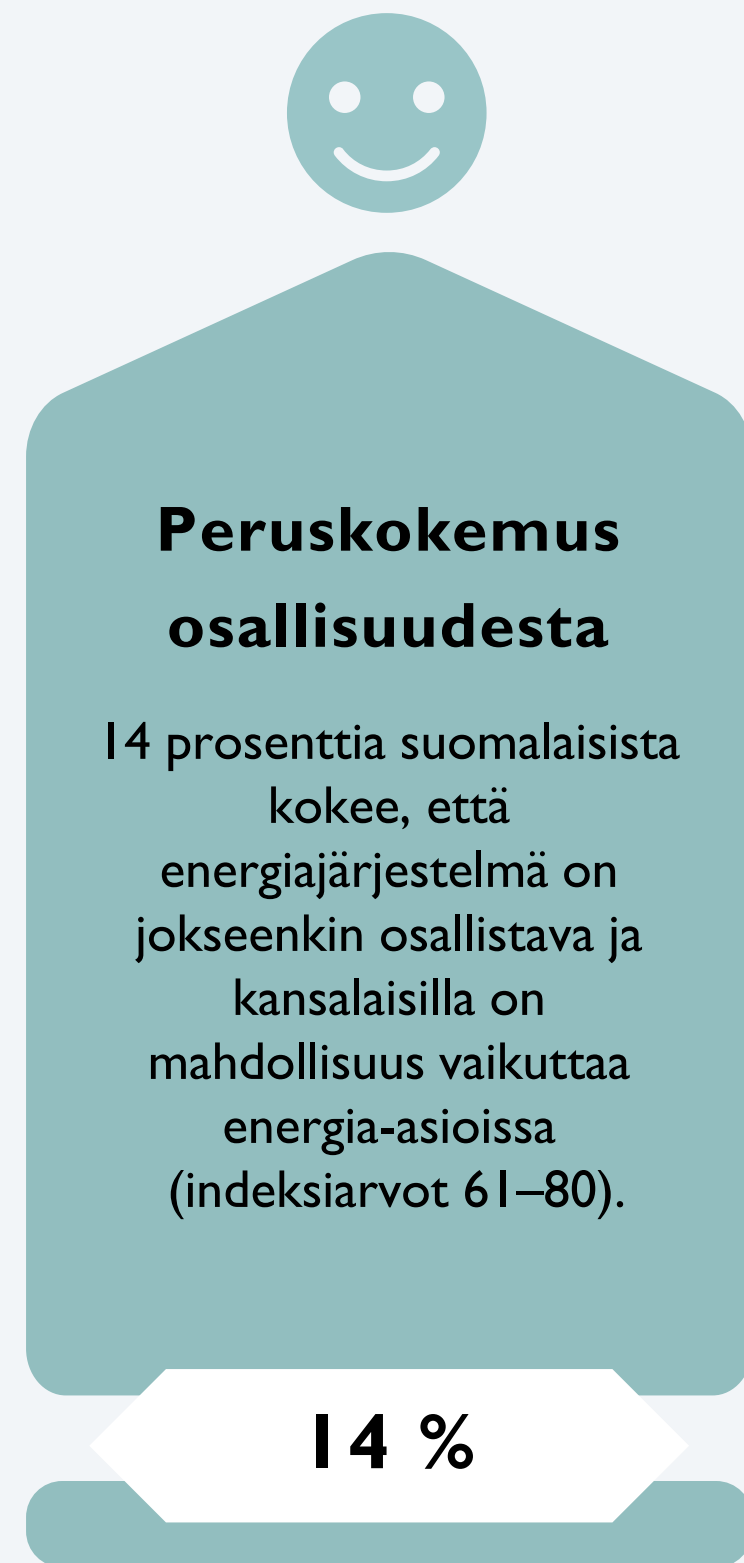 Peruskokemus
osallisuudesta
14 prosenttia suomalaisista
kokee, että
energiajärjestelmä on
jokseenkin osallistava ja
kansalaisilla on
mahdollisuus vaikuttaa
energia-asioissa
(indeksiarvot 61–80).
14 %